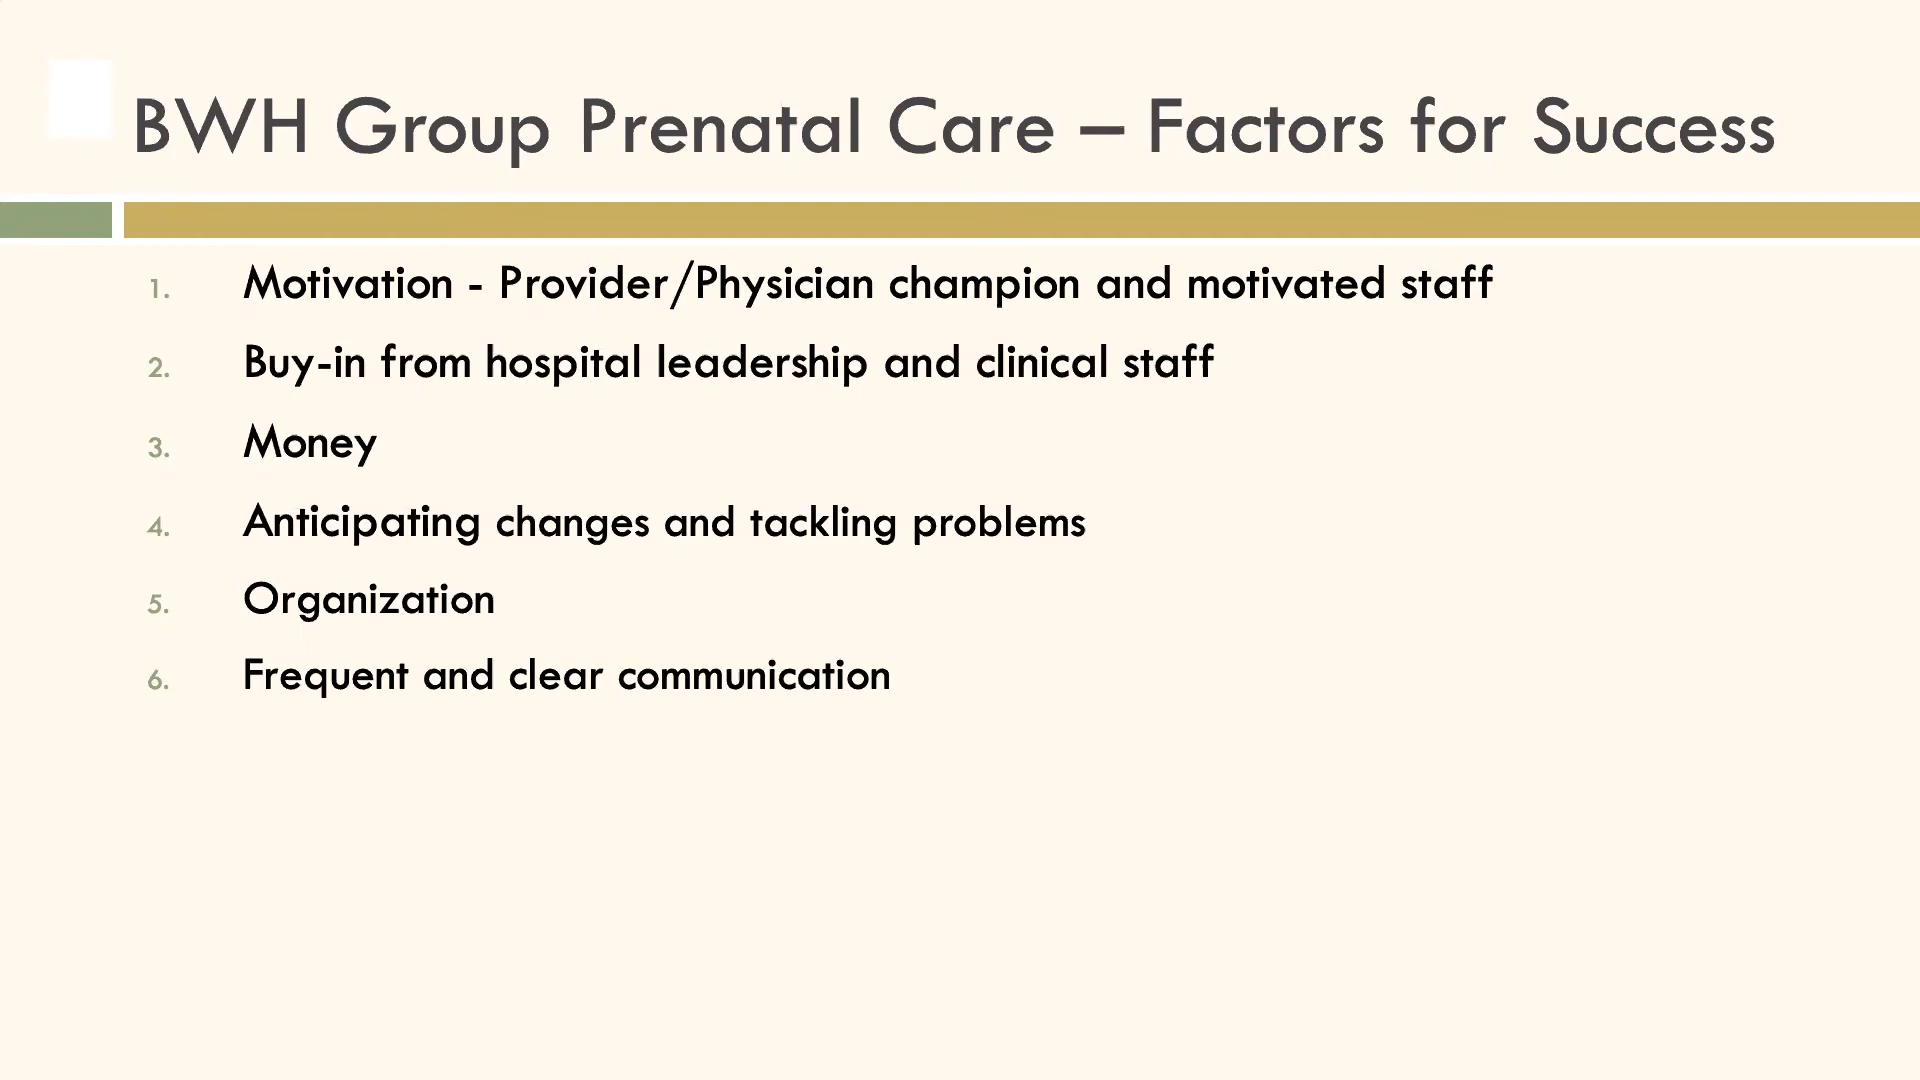 BWH Group Prenatal Care – Factors for Success
1. Motivation - Provider/Physician champion and motivated staff
2. Buy-in from hospital leadership and clinical staff
3. Money
4. Anticipating changes and tackling problems
5. Organization
6. Frequent and clear communication